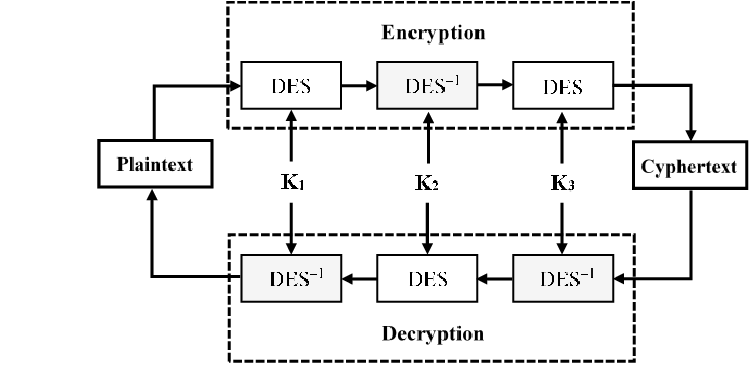 Encryption
DES DES⁻¹ DES
Plaintext
Cyphertext
K₁ K₂ K₃
DES⁻¹ DES DES⁻¹
Decryption